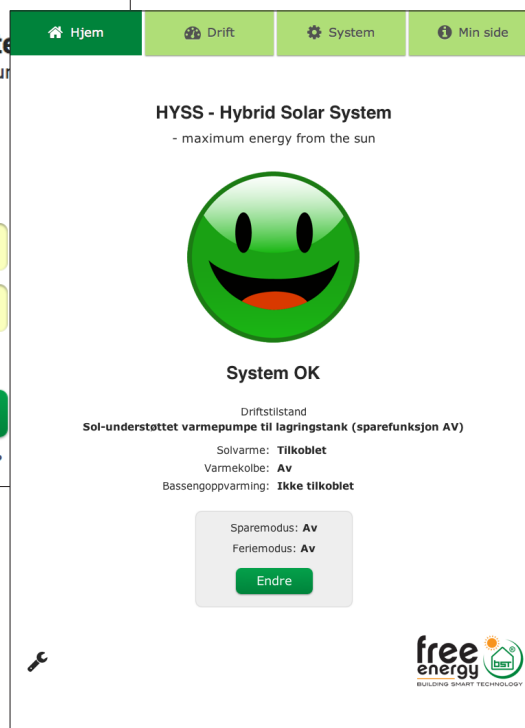 Hjem
Drift
System
Min side
HYSS - Hybrid Solar System
- maximum energy from the sun
System OK
Driftstilstand
Sol-understøttet varmepumpe til lagringstank (sparefunksjon AV)
Solvarme: Tilkoblet
Varmekolbe: Av
Bassengoppvarming: Ikke tilkoblet
Sparemodus: Av
Feriemodus: Av
Endre
free
energy
bst
BUILDING SMART TECHNOLOGY